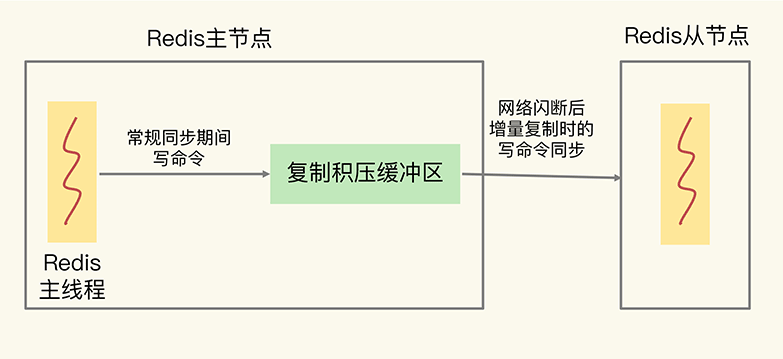 Redis主节点
Redis从节点
常规同步期间
写命令
复制积压缓冲区
网络闪断后
增量复制时的
写命令同步
Redis
主线程